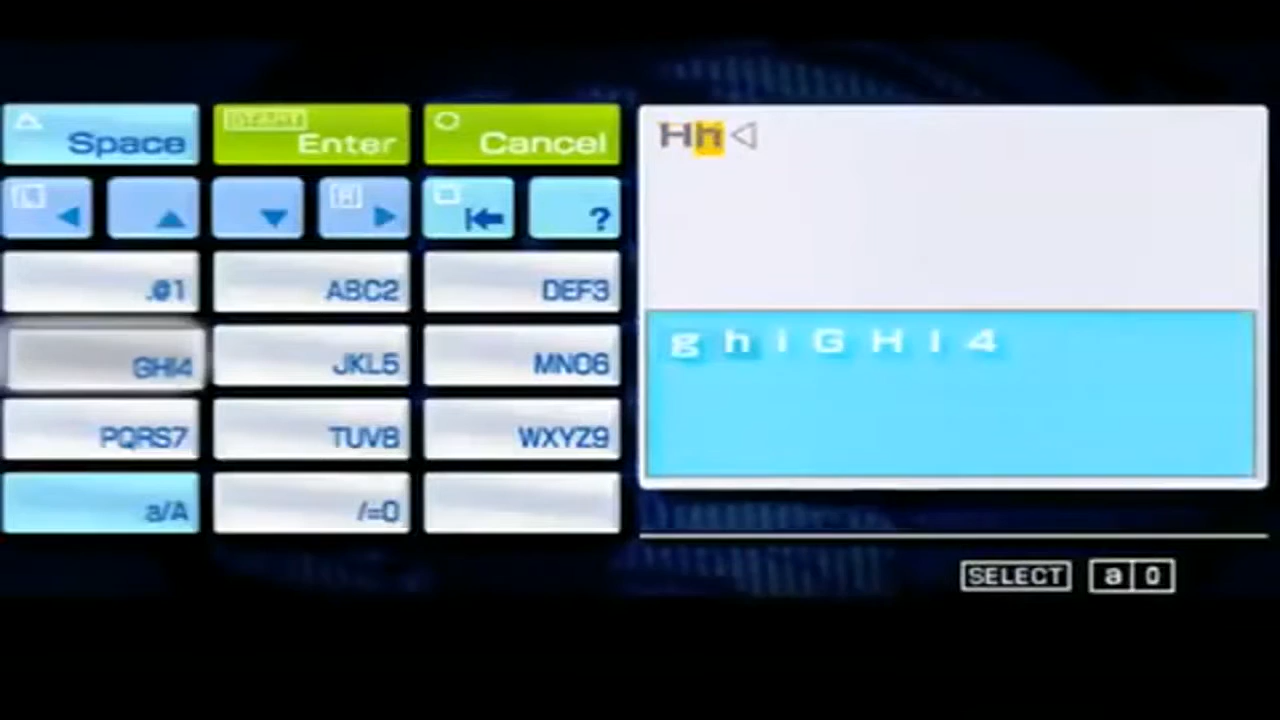 Space
START
Enter
Cancel
L
R
?
.@1
ABC2
DEF3
GHI4
JKL5
MNO6
PQRS7
TUV8
WXYZ9
a/A
/=0
Hh
g h i G H I 4
SELECT a 0